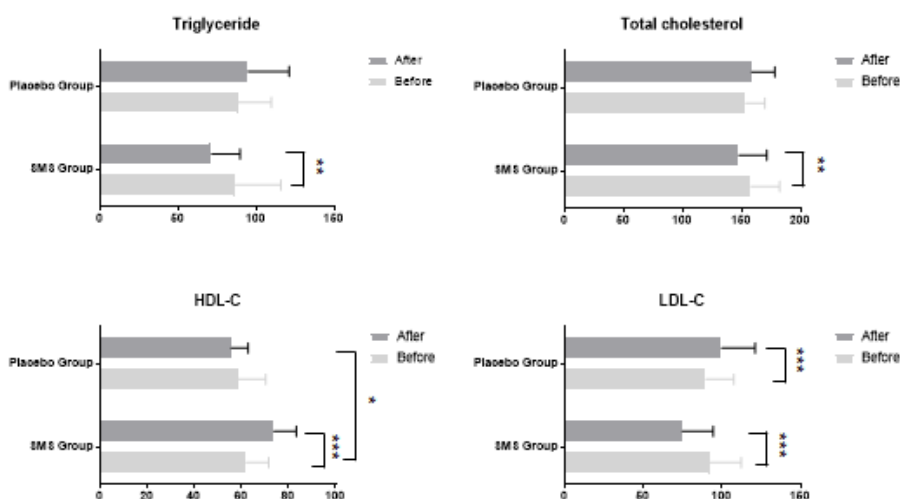 Triglyceride
After
Before
Placebo Group
SMS Group
**
0 50 100 150
Total cholesterol
After
Before
Placebo Group
SMS Group
**
0 50 100 150 200
HDL-C
After
Before
Placebo Group
*
SMS Group
***
0 20 40 60 80 100
LDL-C
After
Before
Placebo Group
***
SMS Group
***
0 50 100 150